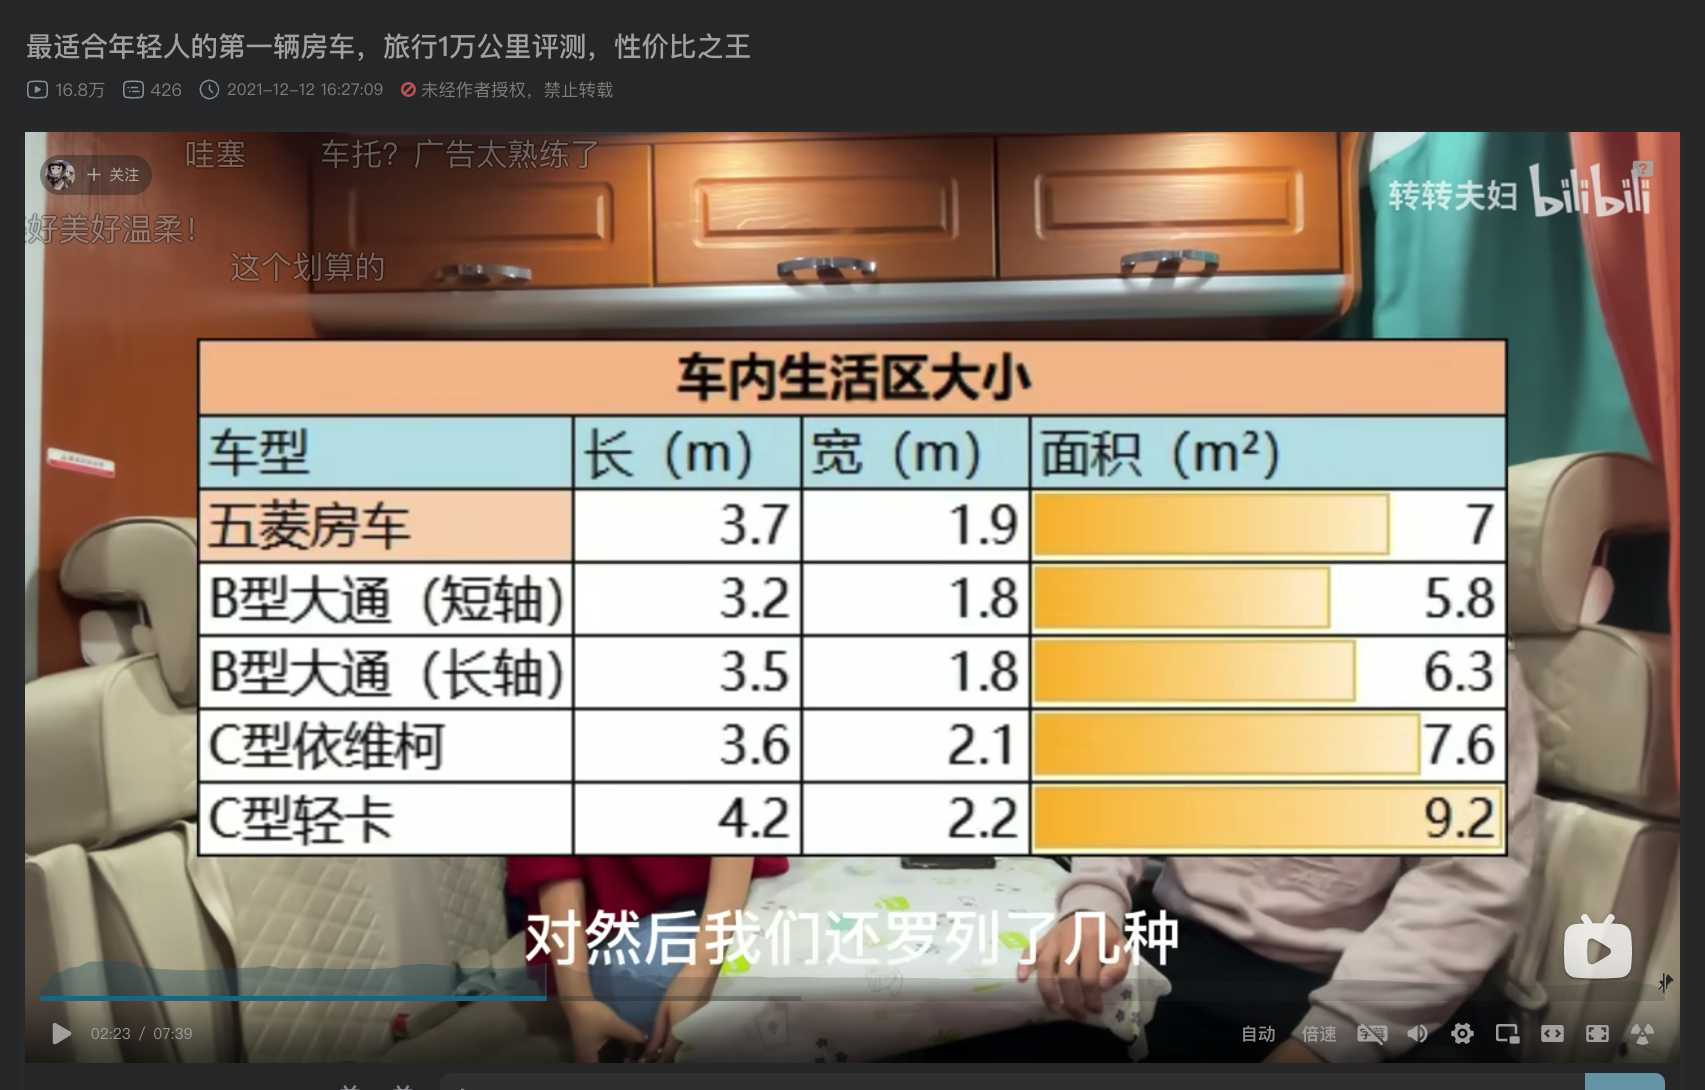 最适合年轻人的第一辆房车，旅行1万公里评测，性价比之王
16.8万 426 2021-12-12 16:27:09 未经作者授权，禁止转载
哇塞 车托？广告太熟练了
+ 关注
转转夫妇 bilibili
好美好温柔！
这个划算的
车内生活区大小
车型 长（m） 宽（m） 面积（m²）
五菱房车 3.7 1.9 7
B型大通（短轴） 3.2 1.8 5.8
B型大通（长轴） 3.5 1.8 6.3
C型依维柯 3.6 2.1 7.6
C型轻卡 4.2 2.2 9.2
对然后我们还罗列了几种
02:23 / 07:39 自动 倍速